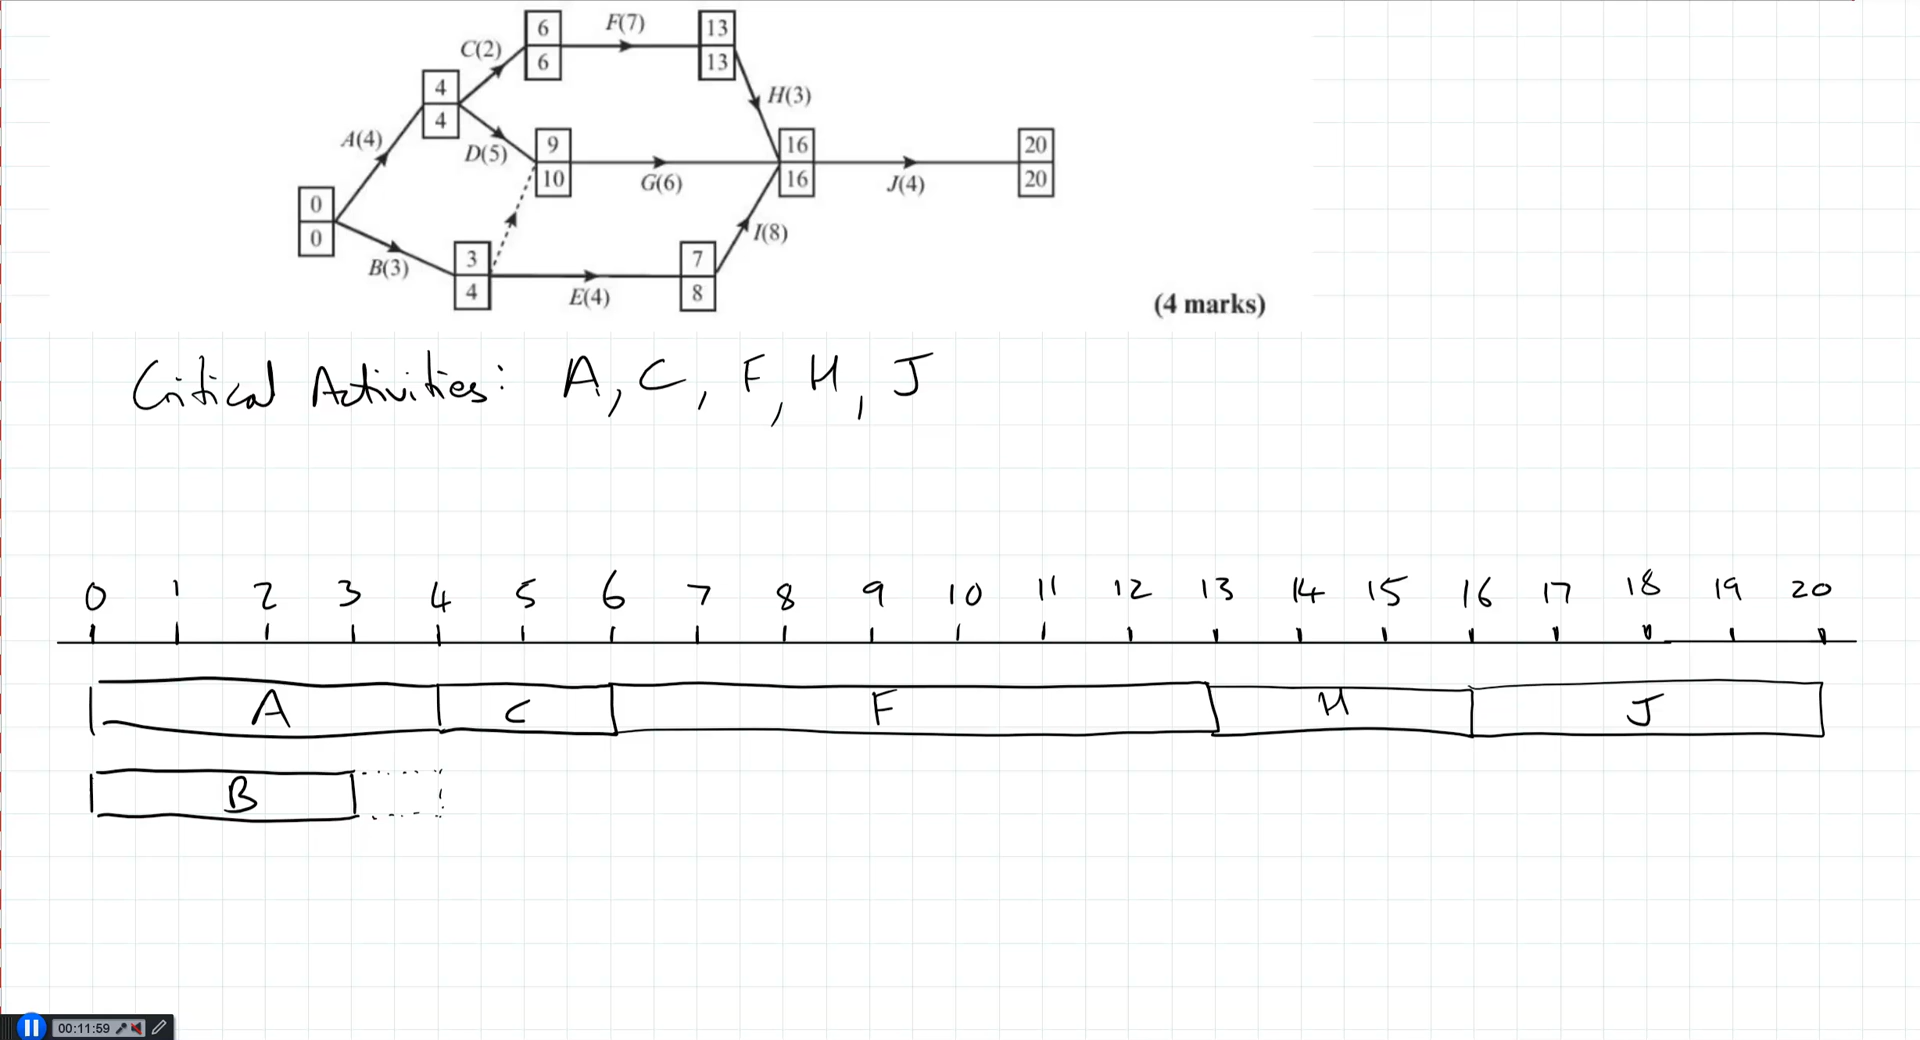 6 F(7) 13
C(2) 6 13
4 H(3)
A(4) 4
D(5) 9 16 20
10 G(6) 16 J(4) 20
0
0 I(8)
B(3) 3 7
4 E(4) 8
(4 marks)
Critical Activities: A, C, F, H, J
0 1 2 3 4 5 6 7 8 9 10 11 12 13 14 15 16 17 18 19 20
A C F H J
B
00:11:59